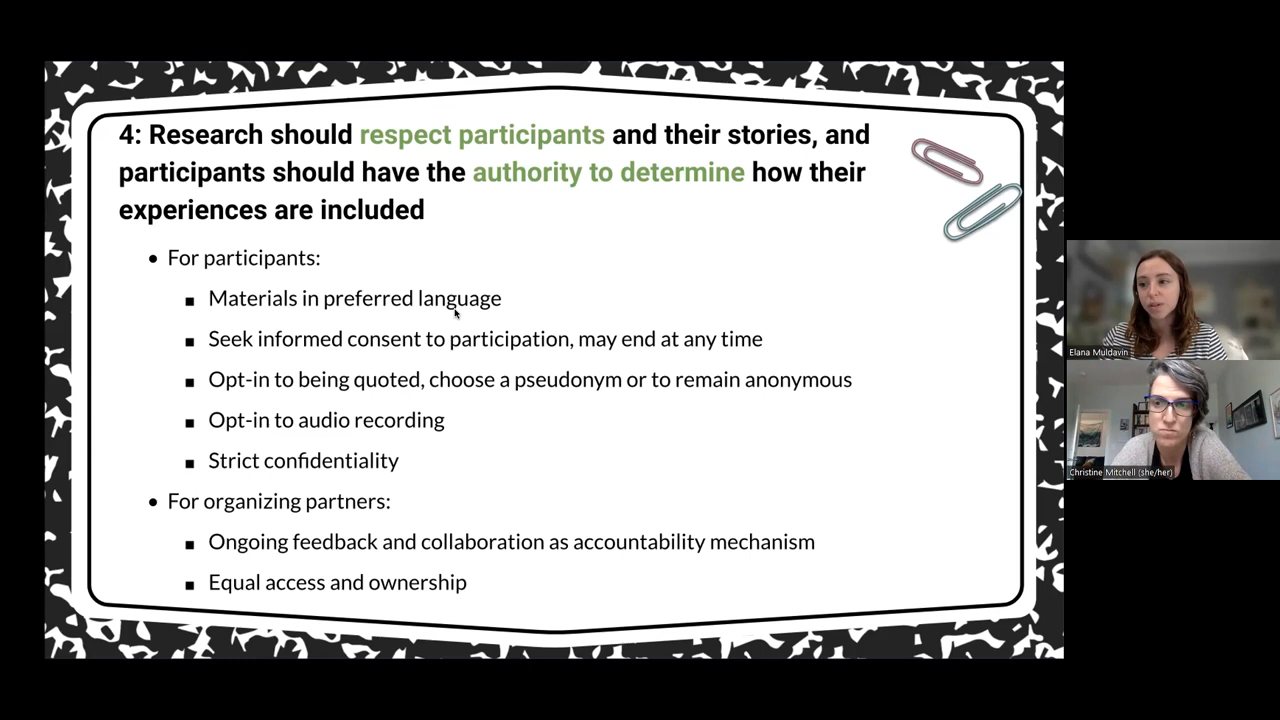 4: Research should respect participants and their stories, and
participants should have the authority to determine how their
experiences are included
• For participants:
▪ Materials in preferred language
▪ Seek informed consent to participation, may end at any time
▪ Opt-in to being quoted, choose a pseudonym or to remain anonymous
▪ Opt-in to audio recording
▪ Strict confidentiality
• For organizing partners:
▪ Ongoing feedback and collaboration as accountability mechanism
▪ Equal access and ownership
Elana Muldavin
Christine Mitchell (she/her)